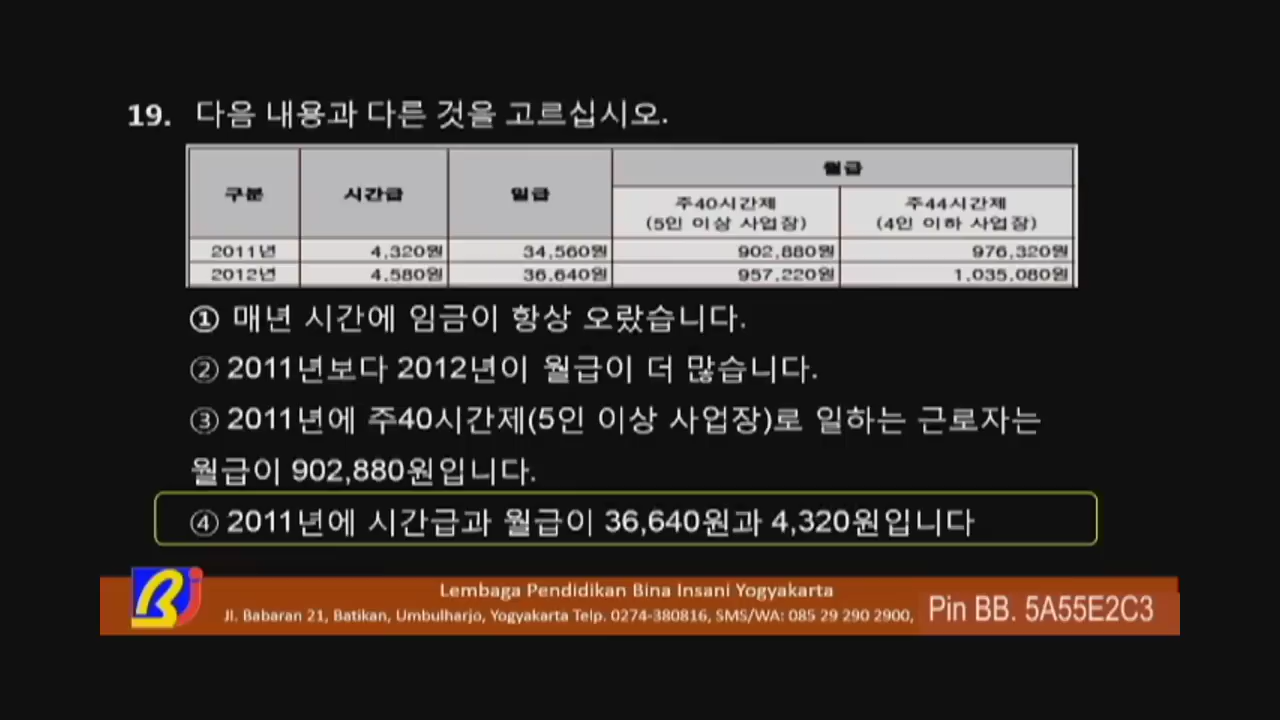 19. 다음 내용과 다른 것을 고르십시오.
구분 시간급 일급 월급
주40시간제 (5인 이상 사업장) 주44시간제 (4인 이하 사업장)
2011년 4,320원 34,560원 902,880원 976,320원
2012년 4.580원 36.640원 957,220원 1.035.080원
① 매년 시간에 임금이 항상 오랐습니다.
② 2011년보다 2012년이 월급이 더 많습니다.
③ 2011년에 주40시간제(5인 이상 사업장)로 일하는 근로자는
월급이 902,880원입니다.
④ 2011년에 시간급과 월급이 36,640원과 4,320원입니다
Lembaga Pendidikan Bina Insani Yogyakarta
Jl. Babaran 21, Batikan, Umbulharjo, Yogyakarta Telp. 0274-380816, SMS/WA: 085 29 290 2900, Pin BB. 5A55E2C3